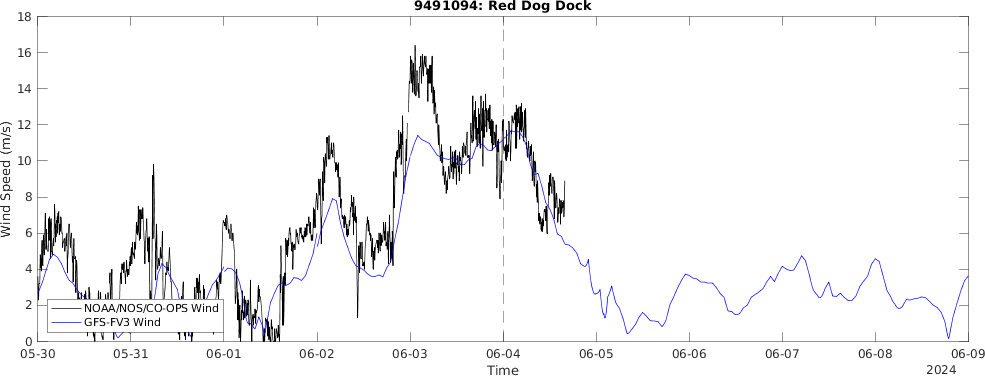 9491094: Red Dog Dock
18
16
14
12
10
8
6
4
2
0
Wind Speed (m/s)
NOAA/NOS/CO-OPS Wind
GFS-FV3 Wind
05-30 05-31 06-01 06-02 06-03 06-04 06-05 06-06 06-07 06-08 06-09
Time
2024